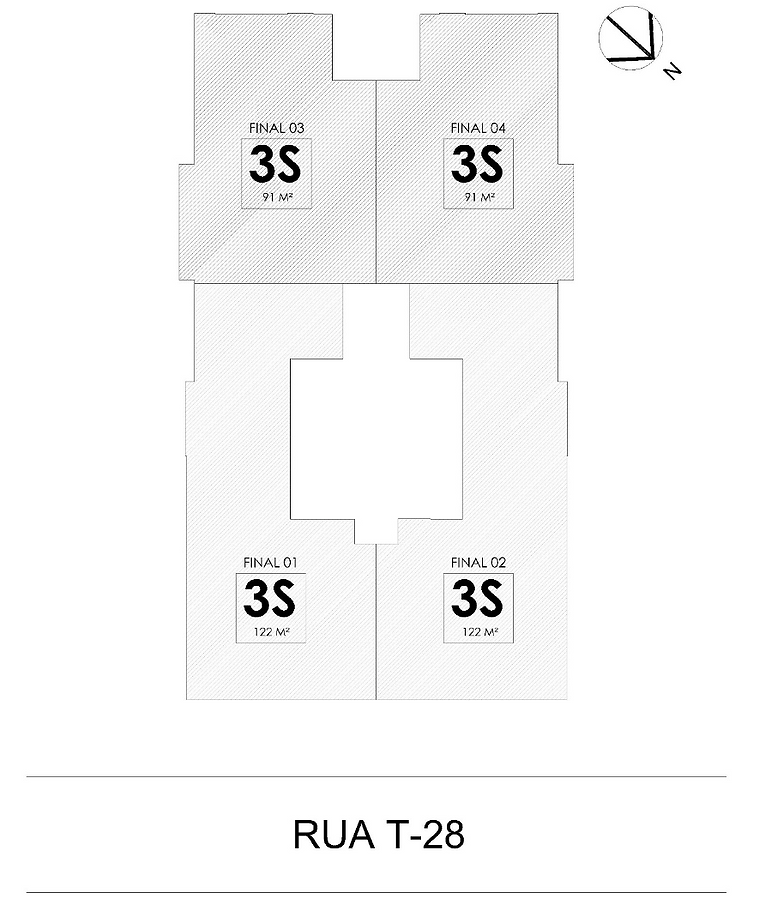 N
FINAL 03
3S
91 M²
FINAL 04
3S
91 M²
FINAL 01
3S
122 M²
FINAL 02
3S
122 M²
RUA T-28